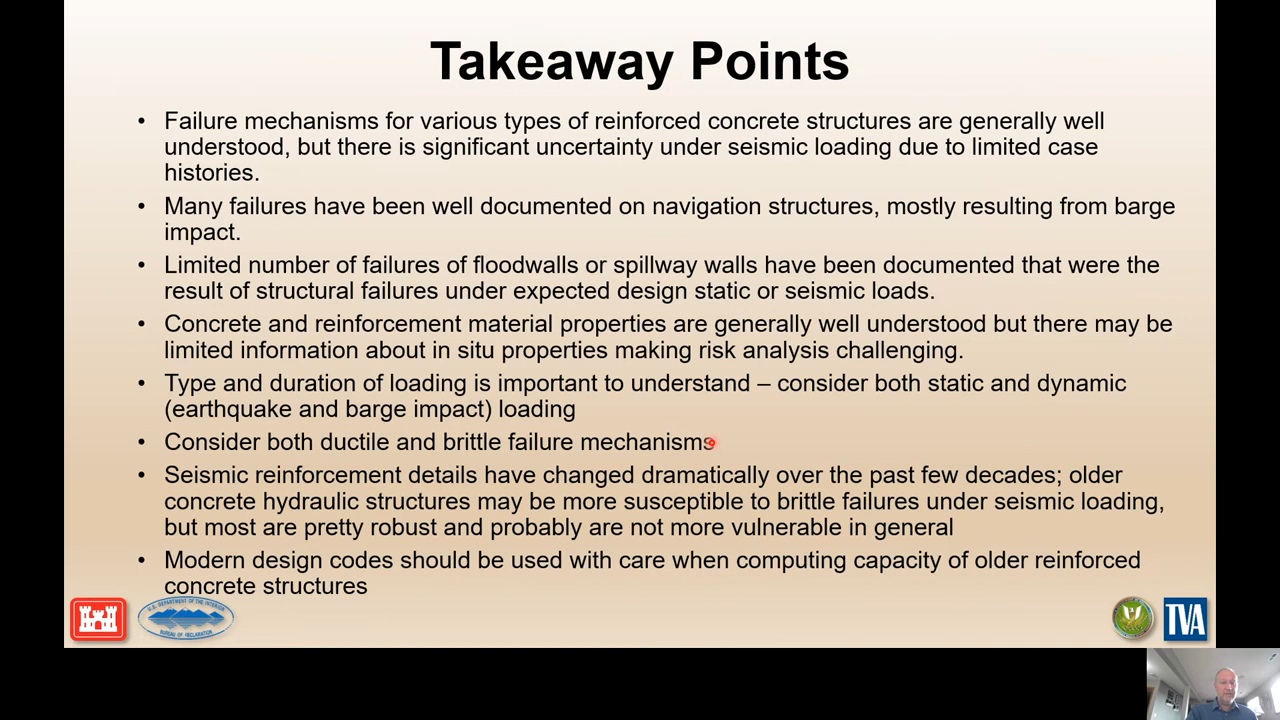 Takeaway Points
• Failure mechanisms for various types of reinforced concrete structures are generally well
understood, but there is significant uncertainty under seismic loading due to limited case
histories.
• Many failures have been well documented on navigation structures, mostly resulting from barge
impact.
• Limited number of failures of floodwalls or spillway walls have been documented that were the
result of structural failures under expected design static or seismic loads.
• Concrete and reinforcement material properties are generally well understood but there may be
limited information about in situ properties making risk analysis challenging.
• Type and duration of loading is important to understand – consider both static and dynamic
(earthquake and barge impact) loading
• Consider both ductile and brittle failure mechanisms
• Seismic reinforcement details have changed dramatically over the past few decades; older
concrete hydraulic structures may be more susceptible to brittle failures under seismic loading,
but most are pretty robust and probably are not more vulnerable in general
• Modern design codes should be used with care when computing capacity of older reinforced
concrete structures
U.S. DEPARTMENT OF THE INTERIOR
BUREAU OF RECLAMATION
TVA